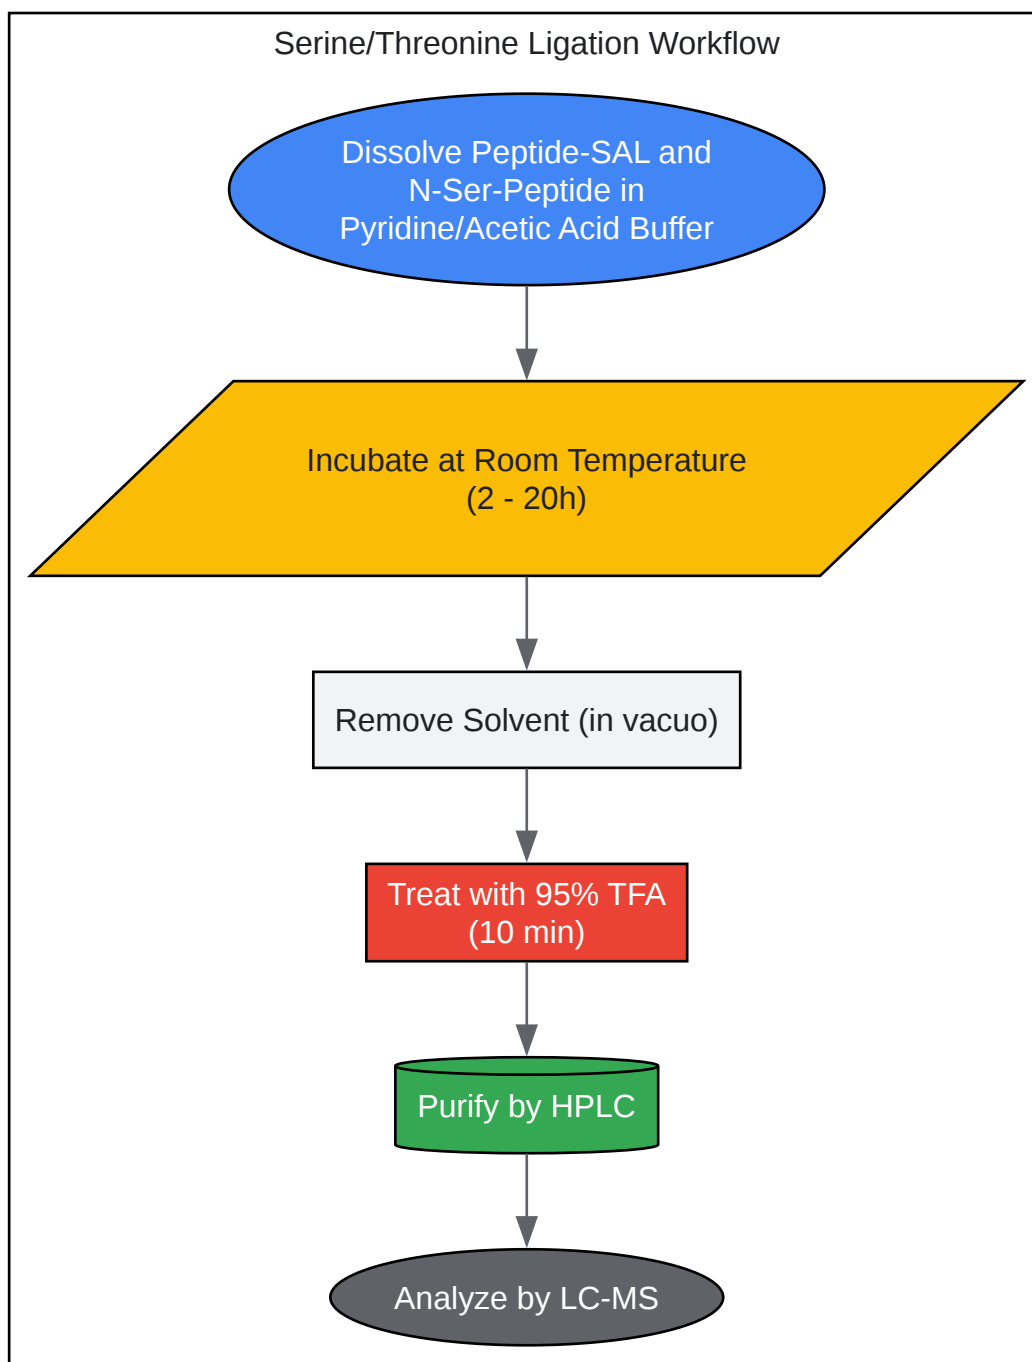 Serine/Threonine Ligation Workflow
Dissolve Peptide-SAL and
N-Ser-Peptide in
Pyridine/Acetic Acid Buffer
Incubate at Room Temperature
(2 - 20h)
Remove Solvent (in vacuo)
Treat with 95% TFA
(10 min)
Purify by HPLC
Analyze by LC-MS